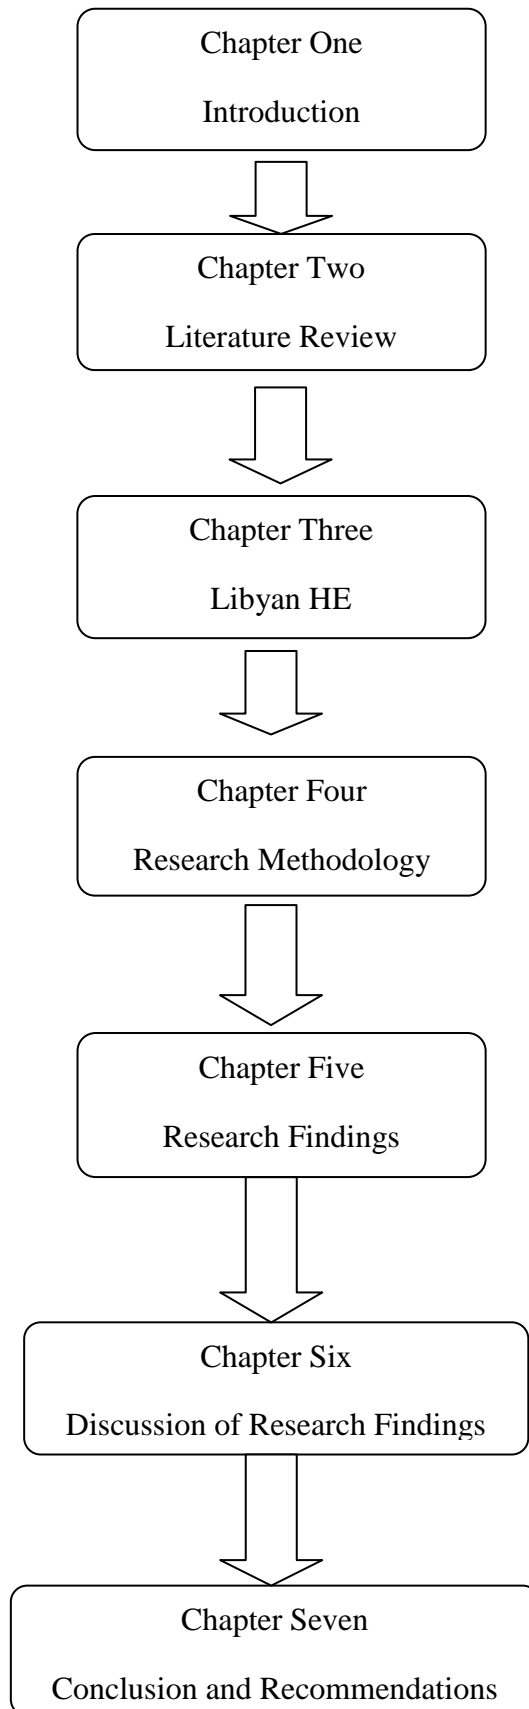 Chapter One
Introduction
Chapter Two
Literature Review
Chapter Three
Libyan HE
Chapter Four
Research Methodology
Chapter Five
Research Findings
Chapter Six
Discussion of Research Findings
Chapter Seven
Conclusion and Recommendations